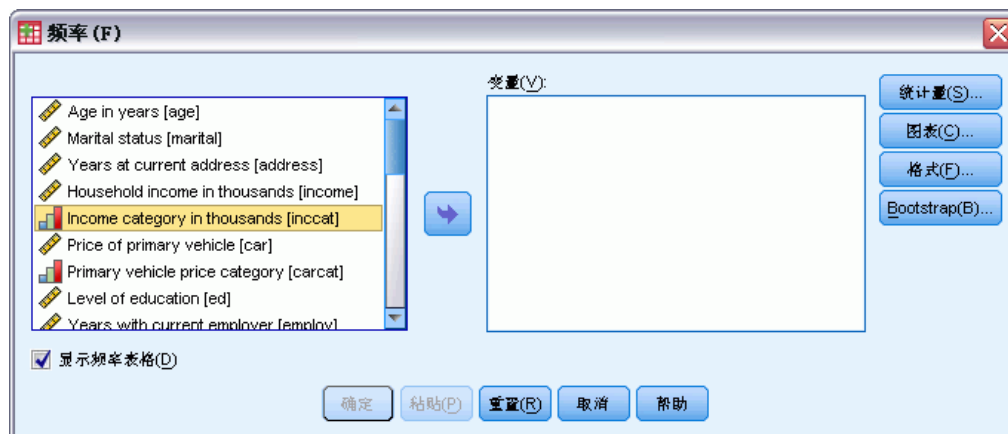 频率(F)
变量(V):
Age in years [age]
Marital status [marital]
Years at current address [address]
Household income in thousands [income]
Income category in thousands [inccat]
Price of primary vehicle [car]
Primary vehicle price category [carcat]
Level of education [ed]
Years with current employer [employ]
统计量(S)...
图表(C)...
格式(F)...
Bootstrap(B)...
显示频率表格(D)
确定
粘贴(P)
重置(R)
取消
帮助